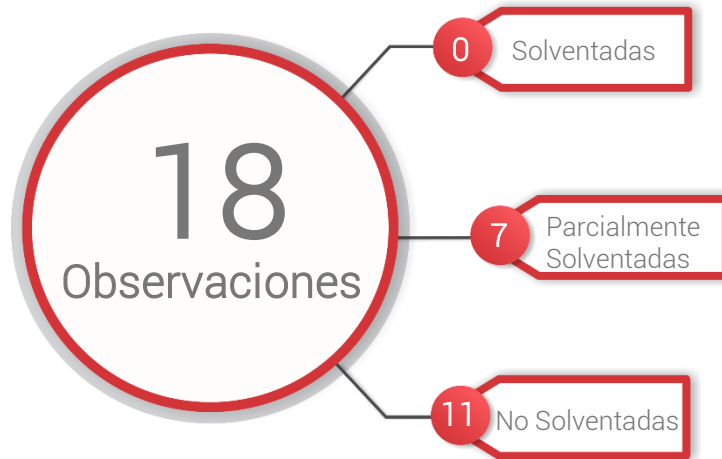 18
Observaciones
0
Solventadas
7
Parcialmente
Solventadas
11
No Solventadas